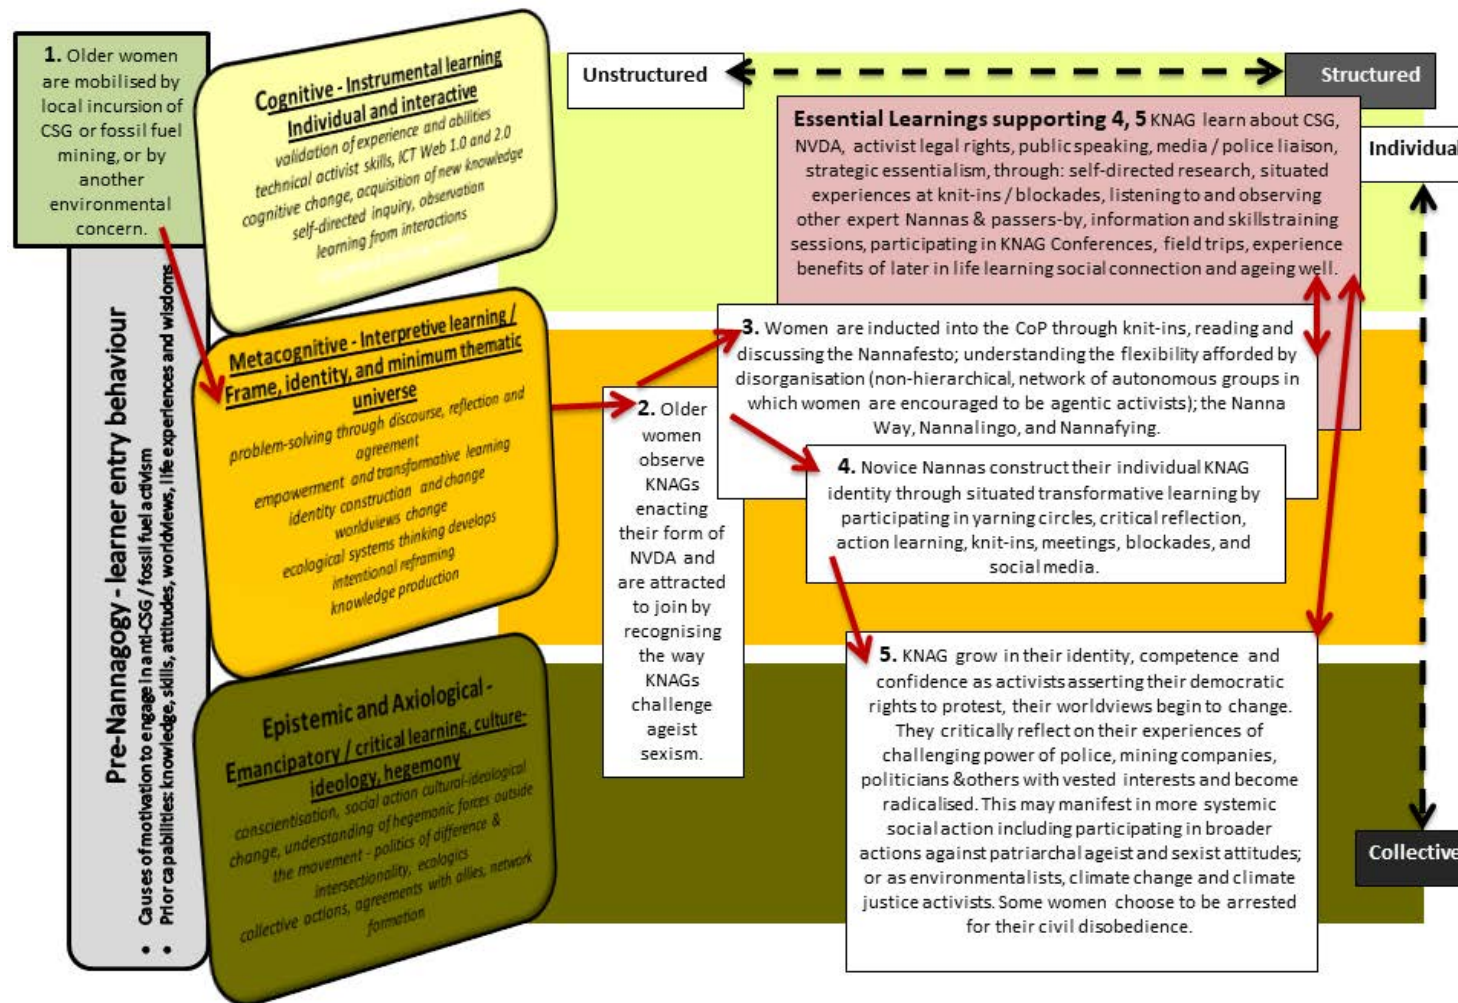 1. Older women
are mobilised by
local incursion of
CSG or fossil fuel
mining, or by
another
environmental
concern.
Pre-Nannagogy - learner entry behaviour
• Causes of motivation to engage in anti-CSG / fossil fuel activism
• Prior capabilities: knowledge, skills, attitudes, worldviews, life experiences and wisdoms
Cognitive - Instrumental learning
Individual and interactive
validation of experience and abilities
technical activist skills, ICT Web 1.0 and 2.0
cognitive change, acquisition of new knowledge
self-directed inquiry, observation
learning from interactions
Metacognitive - Interpretive learning /
Frame, identity, and minimum thematic
universe
problem-solving through discourse, reflection and
agreement
empowerment and transformative learning
identity construction and change
worldviews change
ecological systems thinking develops
intentional reframing
knowledge production
Epistemic and Axiological -
Emancipatory / critical learning, culture-
ideology, hegemony
conscientisation, social action cultural-ideological
change, understanding of hegemonic forces outside
the movement - politics of difference &
intersectionality, ecologics
collective actions, agreements with allies, network
formation
Unstructured
Structured
Individual
Collective
Essential Learnings supporting 4, 5 KNAG learn about CSG,
NVDA, activist legal rights, public speaking, media / police liaison,
strategic essentialism, through: self-directed research, situated
experiences at knit-ins / blockades, listening to and observing
other expert Nannas & passers-by, information and skills training
sessions, participating in KNAG Conferences, field trips, experience
benefits of later in life learning social connection and ageing well.
2. Older
women
observe
KNAGs
enacting
their form of
NVDA and
are attracted
to join by
recognising
the way
KNAGs
challenge
ageist
sexism.
3. Women are inducted into the CoP through knit-ins, reading and
discussing the Nannafesto; understanding the flexibility afforded by
disorganisation (non-hierarchical, network of autonomous groups in
which women are encouraged to be agentic activists); the Nanna
Way, Nannalingo, and Nannafying.
4. Novice Nannas construct their individual KNAG
identity through situated transformative learning by
participating in yarning circles, critical reflection,
action learning, knit-ins, meetings, blockades, and
social media.
5. KNAG grow in their identity, competence and
confidence as activists asserting their democratic
rights to protest, their worldviews begin to change.
They critically reflect on their experiences of
challenging power of police, mining companies,
politicians &others with vested interests and become
radicalised. This may manifest in more systemic
social action including participating in broader
actions against patriarchal ageist and sexist attitudes;
or as environmentalists, climate change and climate
justice activists. Some women choose to be arrested
for their civil disobedience.